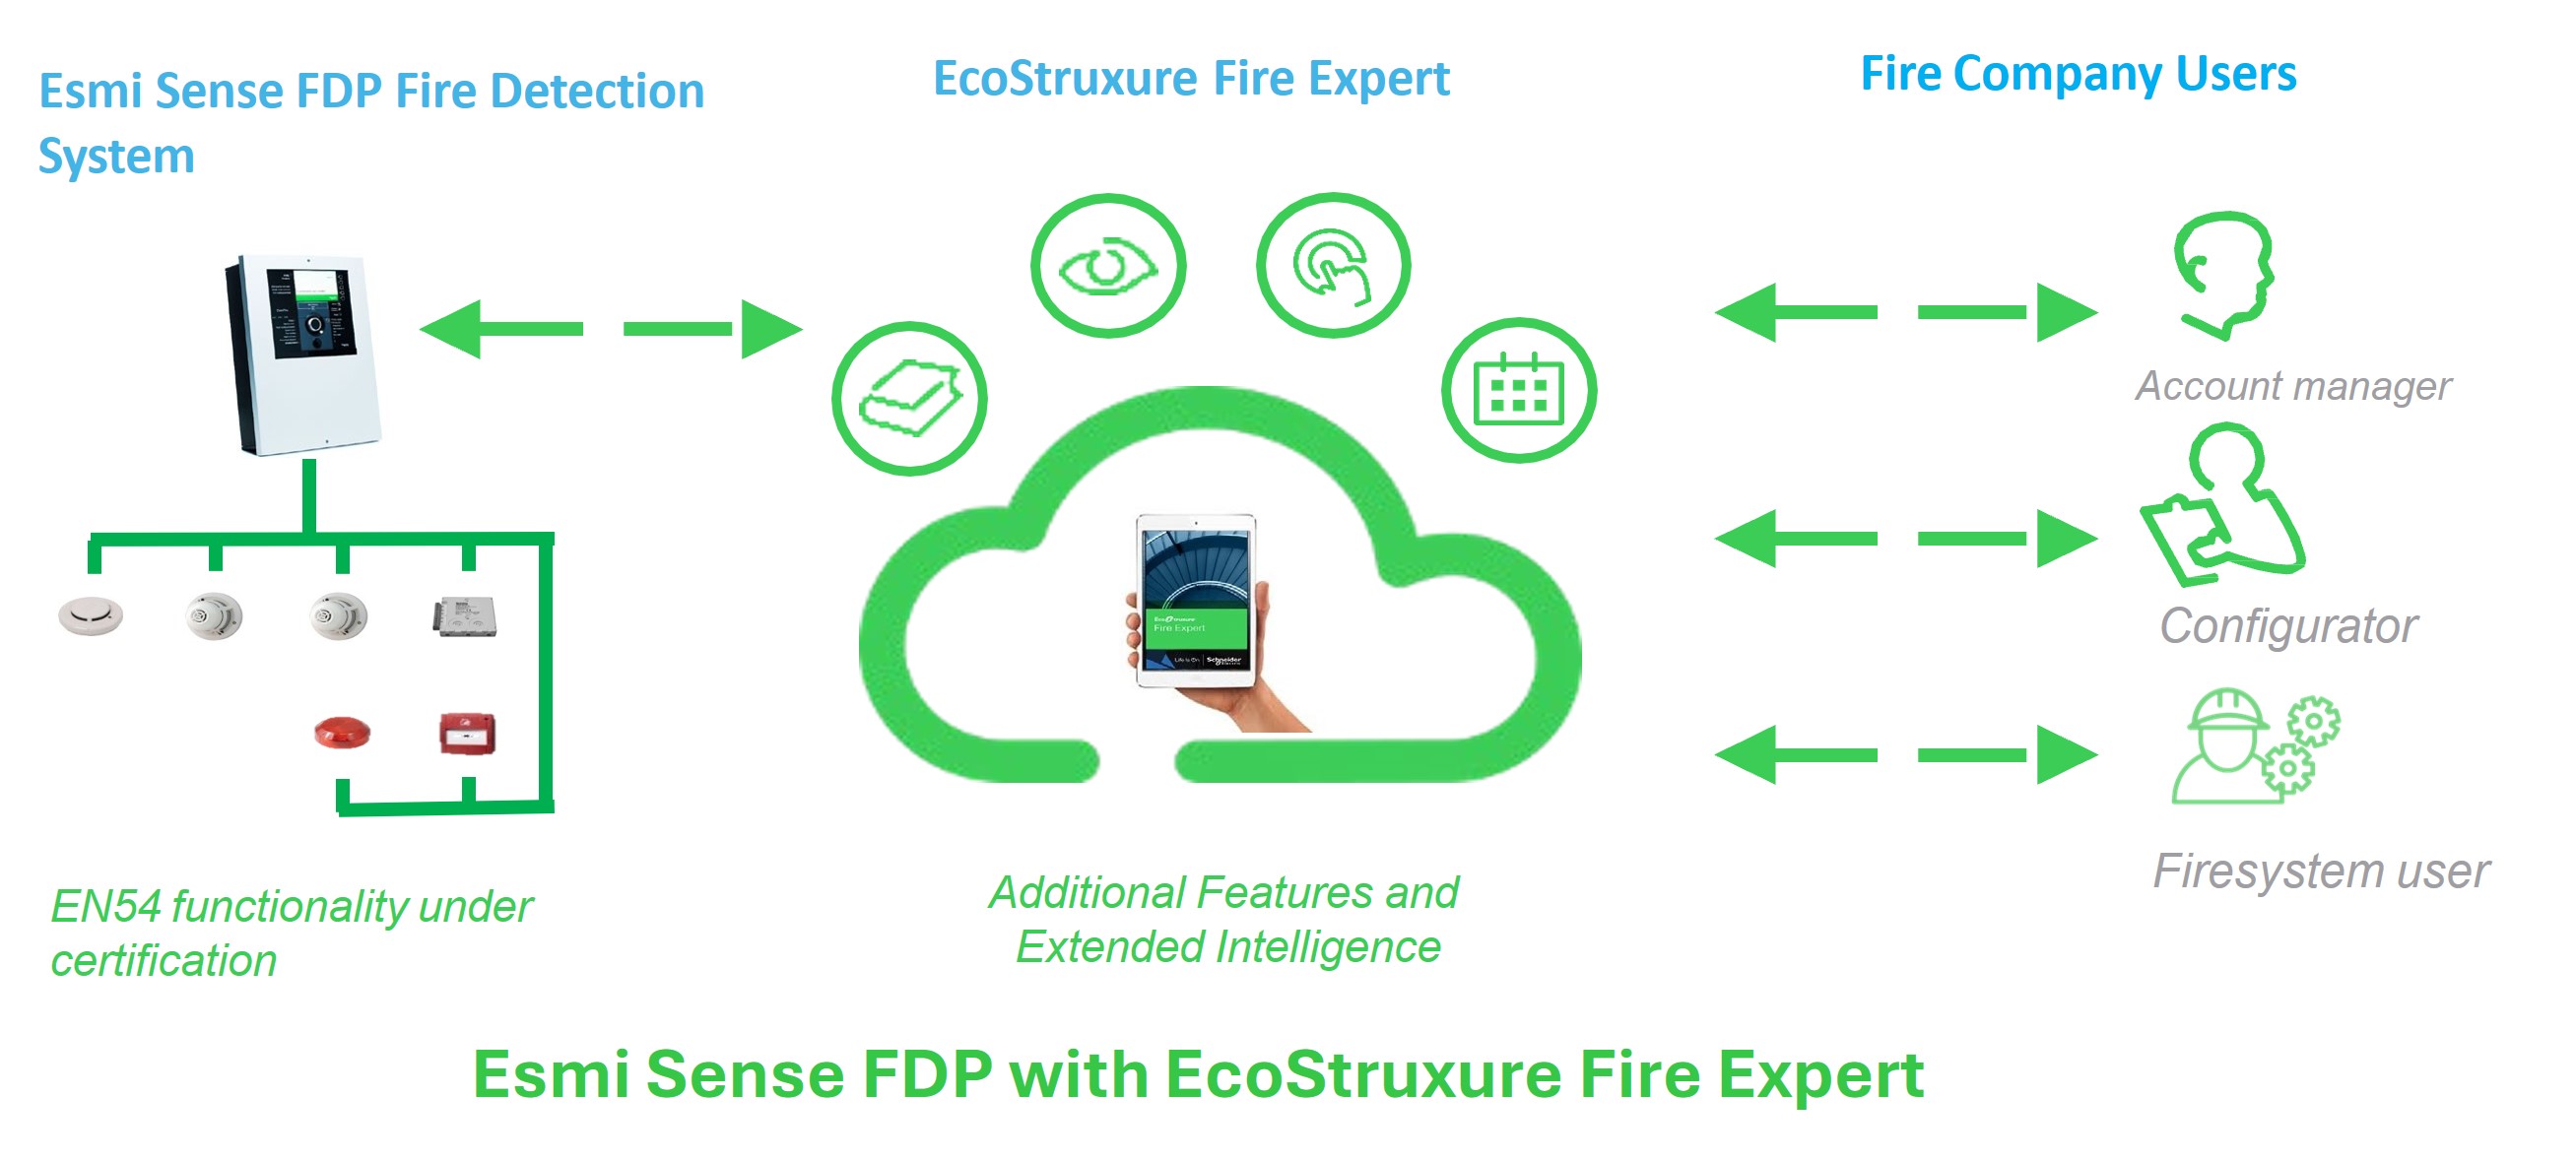 Esmi Sense FDP Fire Detection
System
EcoStruxure Fire Expert
Fire Company Users
Account manager
Configurator
Firesystem user
EcoStruxure
Fire Expert
Life Is On | Schneider
Electric
EN54 functionality under
certification
Additional Features and
Extended Intelligence
Esmi Sense FDP with EcoStruxure Fire Expert